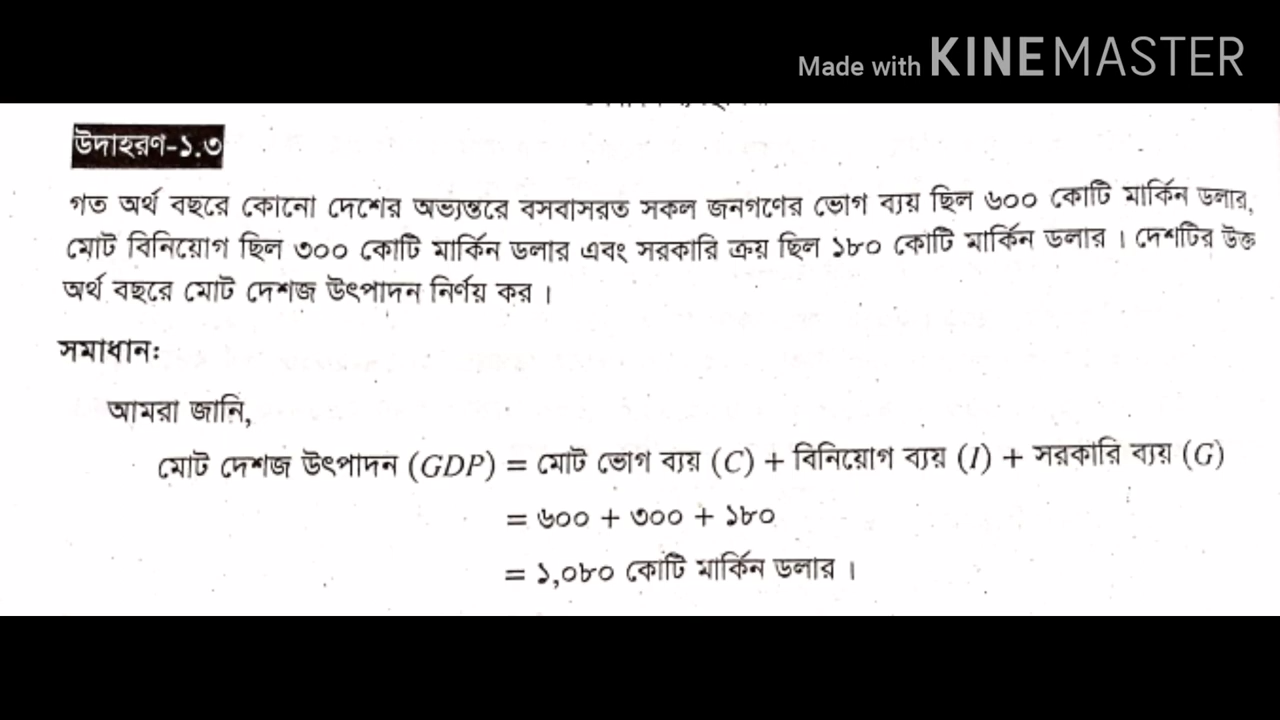 Made with KINEMASTER
উদাহরণ-১.৩
গত অর্থ বছরে কোনো দেশের অভ্যন্তরে বসবাসরত সকল জনগণের ভোগ ব্যয় ছিল ৬০০ কোটি মার্কিন ডলার,
মোট বিনিয়োগ ছিল ৩০০ কোটি মার্কিন ডলার এবং সরকারি ক্রয় ছিল ১৮০ কোটি মার্কিন ডলার । দেশটির উক্ত
অর্থ বছরে মোট দেশজ উৎপাদন নির্ণয় কর ।
সমাধানঃ
আমরা জানি,
মোট দেশজ উৎপাদন (GDP) = মোট ভোগ ব্যয় (C) + বিনিয়োগ ব্যয় (I) + সরকারি ব্যয় (G)
= ৬০০ + ৩০০ + ১৮০
= ১,০৮০ কোটি মার্কিন ডলার ।